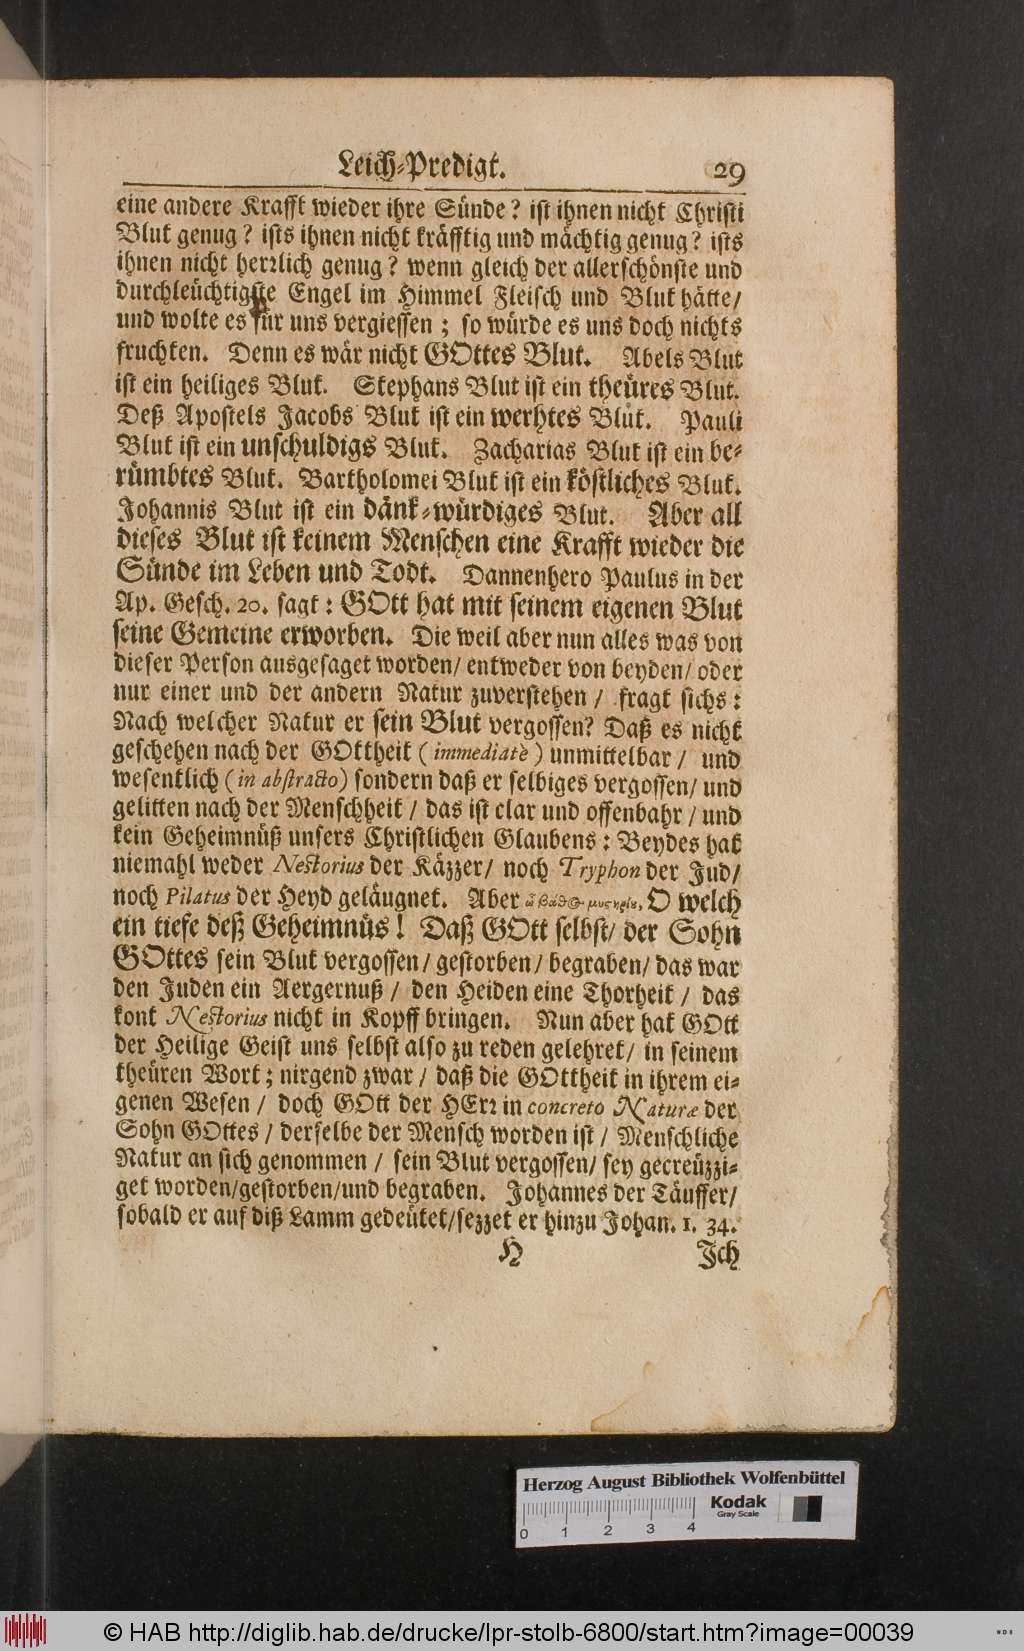 Leich-Predigt. 29
eine andere Krafft wieder ihre Sünde? ist ihnen nicht Christi
Blut genug? ists ihnen nicht kräfftig und mächtig genug? ists
ihnen nicht herrlich genug? wenn gleich der allerschönste und
durchleüchtigste Engel im Himmel Fleisch und Blut hätte/
und wolte es für uns vergiessen; so würde es uns doch nichts
fruchten. Denn es wär nicht GOttes Blut. Abels Blut
ist ein heiliges Blut. Stephans Blut ist ein theüres Blut.
Deß Apostels Jacobs Blut ist ein werhtes Blut. Pauli
Blut ist ein unschuldigs Blut. Zacharias Blut ist ein be-
rümbtes Blut. Bartholomei Blut ist ein köstliches Blut.
Johannis Blut ist ein dänk-würdiges Blut. Aber all
dieses Blut ist keinem Menschen eine Krafft wieder die
Sünde im Leben und Todt. Dannenhero Paulus in der
Ap. Gesch. 20. sagt: GOtt hat mit seinem eigenen Blut
seine Gemeine erworben. Die weil aber nun alles was von
dieser Person ausgesaget worden/ entweder von beyden/ oder
nur einer und der andern Natur zuverstehen/ fragt sichs:
Nach welcher Natur er sein Blut vergossen? Daß es nicht
geschehen nach der GOttheit (immediatè) unmittelbar/ und
wesentlich (in abstracto) sondern daß er selbiges vergossen/ und
gelitten nach der Menschheit/ das ist clar und offenbahr/ und
kein Geheimnüß unsers Christlichen Glaubens: Beydes hat
niemahl weder Nestorius der Käzzer/ noch Tryphon der Jud/
noch Pilatus der Heyd geläugnet. Aber ὦ βάθος μυστηρίυ, O welch
ein tiefe deß Geheimnüs! Daß GOtt selbst/ der Sohn
GOttes sein Blut vergossen/ gestorben/ begraben/ das war
den Juden ein Aergernuß/ den Heiden eine Thorheit/ das
kont Nestorius nicht in Kopff bringen. Nun aber hat GOtt
der Heilige Geist uns selbst also zu reden gelehret/ in seinem
theüren Wort; nirgend zwar/ daß die GOttheit in ihrem ei-
genen Wesen/ doch GOtt der HErr in concreto Naturæ der
Sohn GOttes/ derselbe der Mensch worden ist/ Menschliche
Natur an sich genommen/ sein Blut vergossen/ sey gecreüzzi-
get worden/gestorben/und begraben. Johannes der Täuffer/
sobald er auf diß Lamm gedeütet/sezzet er hinzu Johan. 1. 34.
H Jch
Herzog August Bibliothek Wolfenbüttel
Kodak
Gray Scale
0 1 2 3 4
© HAB http://diglib.hab.de/drucke/lpr-stolb-6800/start.htm?image=00039